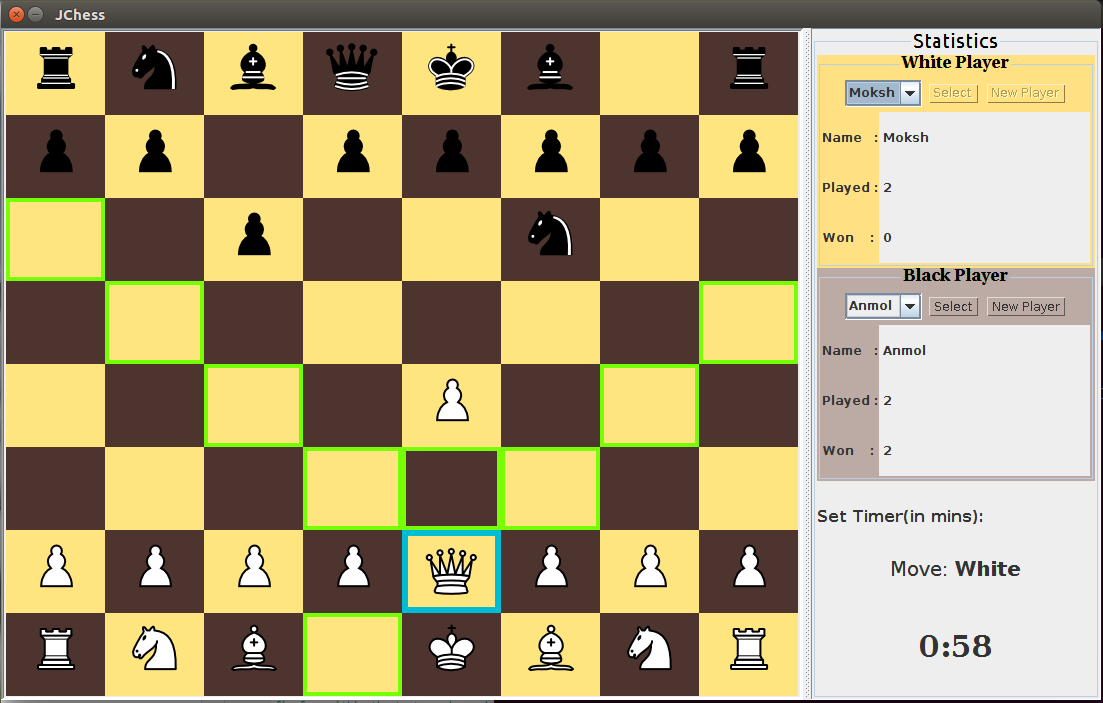 JChess
Statistics
White Player
Moksh Select New Player
Name : Moksh
Played : 2
Won : 0
Black Player
Anmol Select New Player
Name : Anmol
Played : 2
Won : 2
Set Timer(in mins):
Move: White
0:58